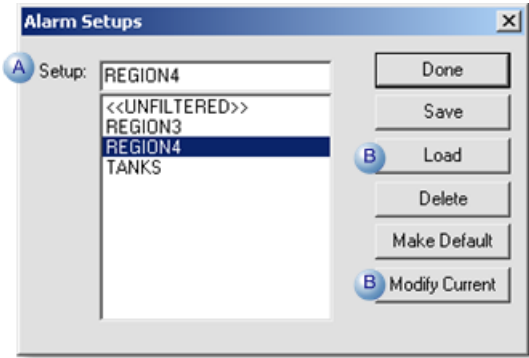 Alarm Setups
A Setup: REGION4
<<UNFILTERED>>
REGION3
REGION4
TANKS
Done
Save
B Load
Delete
Make Default
B Modify Current